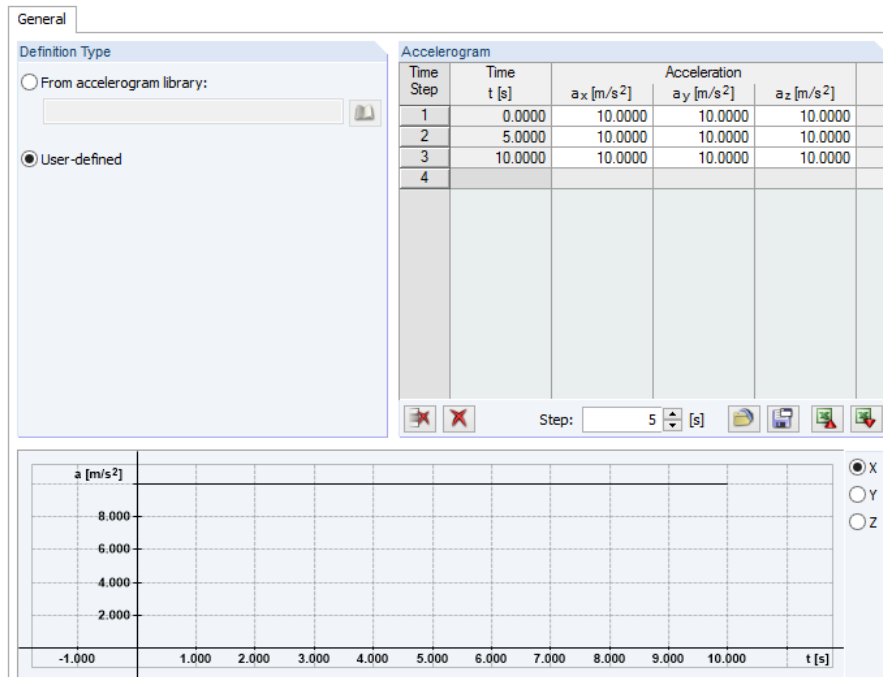 General
Definition Type
From accelerogram library:
User-defined
Accelerogram
Time Time Acceleration
Step t [s] ax [m/s2] ay [m/s2] az [m/s2]
1 0.0000 10.0000 10.0000 10.0000
2 5.0000 10.0000 10.0000 10.0000
3 10.0000 10.0000 10.0000 10.0000
4
Step: 5 [s]
a [m/s2]
8.000
6.000
4.000
2.000
-1.000 1.000 2.000 3.000 4.000 5.000 6.000 7.000 8.000 9.000 10.000 t [s]
X
Y
Z